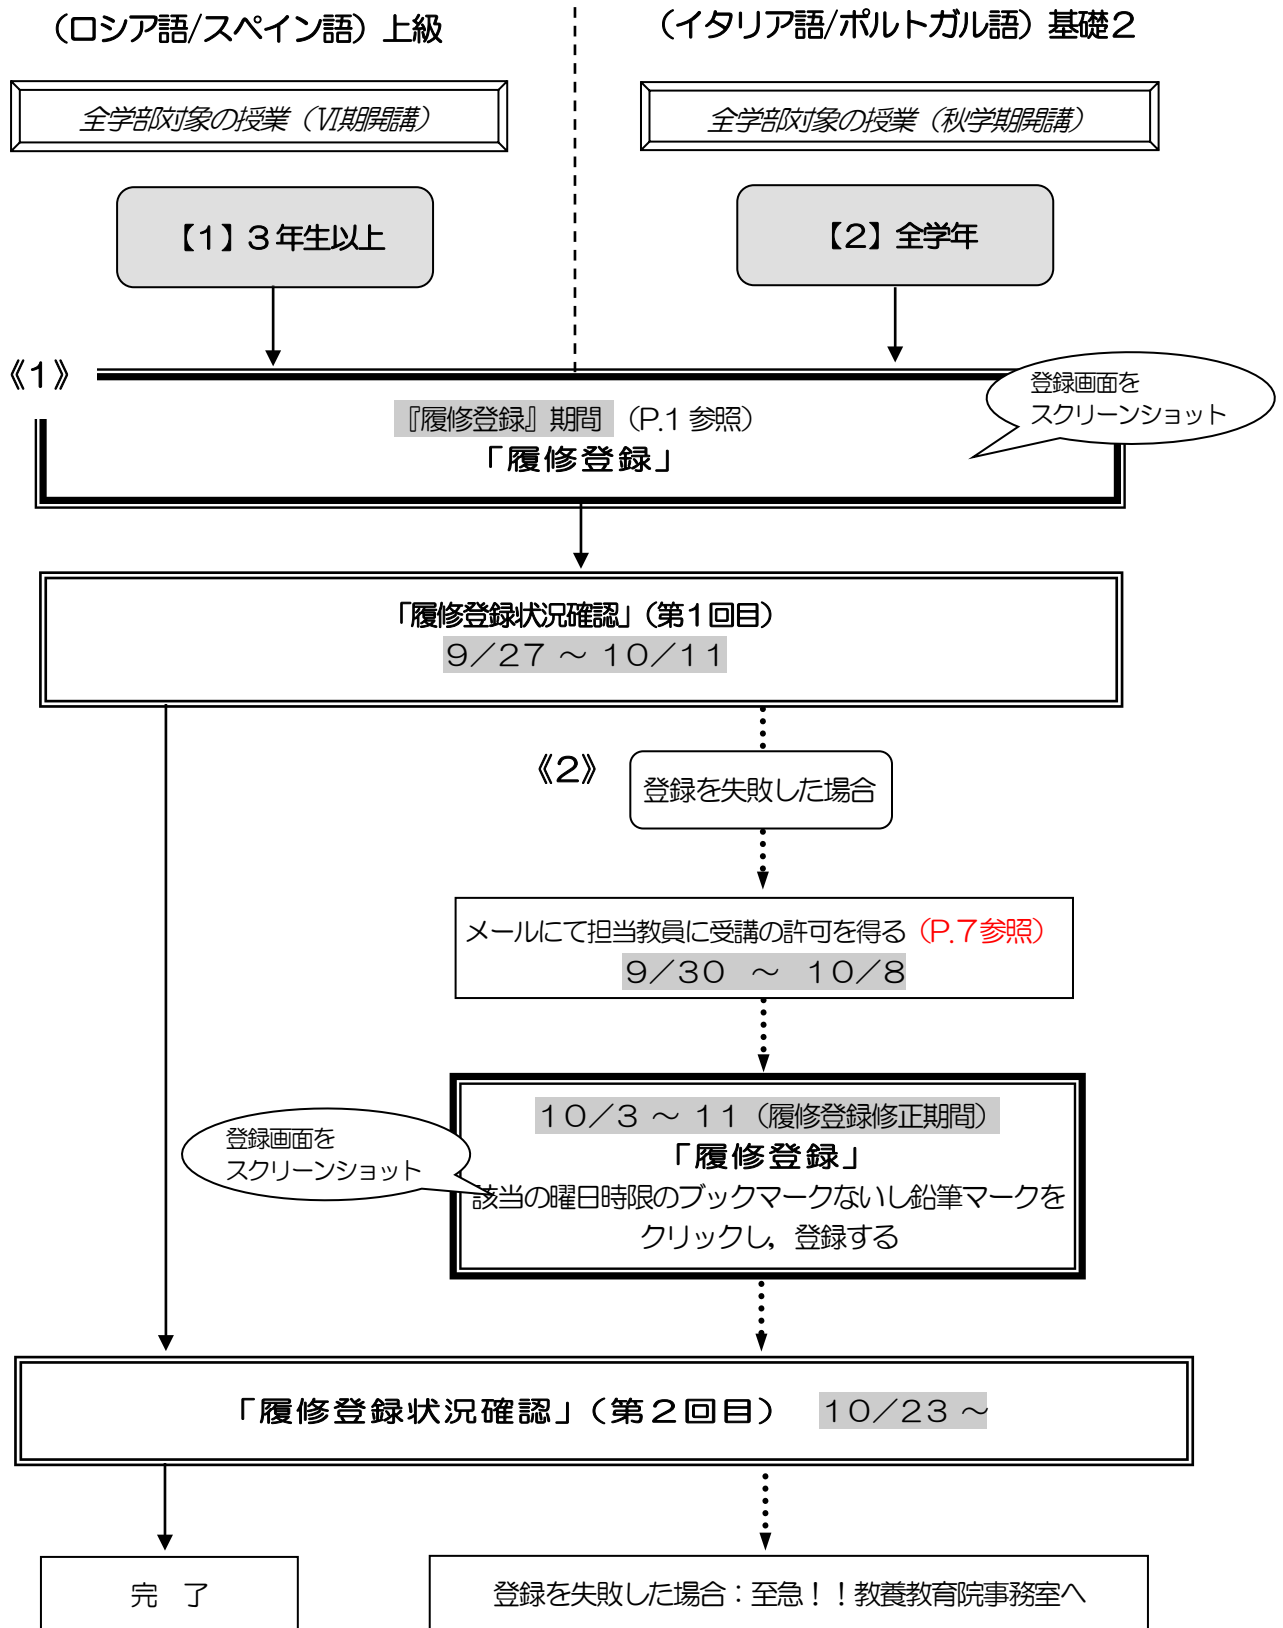 （ロシア語/スペイン語）上級
（イタリア語/ポルトガル語）基礎２
全学部対象の授業（Ⅵ期開講）
全学部対象の授業（秋学期開講）
【１】３年生以上
【２】全学年
《１》
登録画面を
スクリーンショット
『履修登録』期間（P.1 参照）
「履修登録」
「履修登録状況確認」（第１回目）
９／２７ ～ １０／１１
《２》
登録を失敗した場合
メールにて担当教員に受講の許可を得る（P.７参照）
９／３０ ～ １０／８
登録画面を
スクリーンショット
１０／３ ～ １１（履修登録修正期間）
「履修登録」
該当の曜日時限のブックマークないし鉛筆マークを
クリックし，登録する
「履修登録状況確認」（第２回目） １０／２３ ～
完 了
登録を失敗した場合：至急！！教養教育院事務室へ